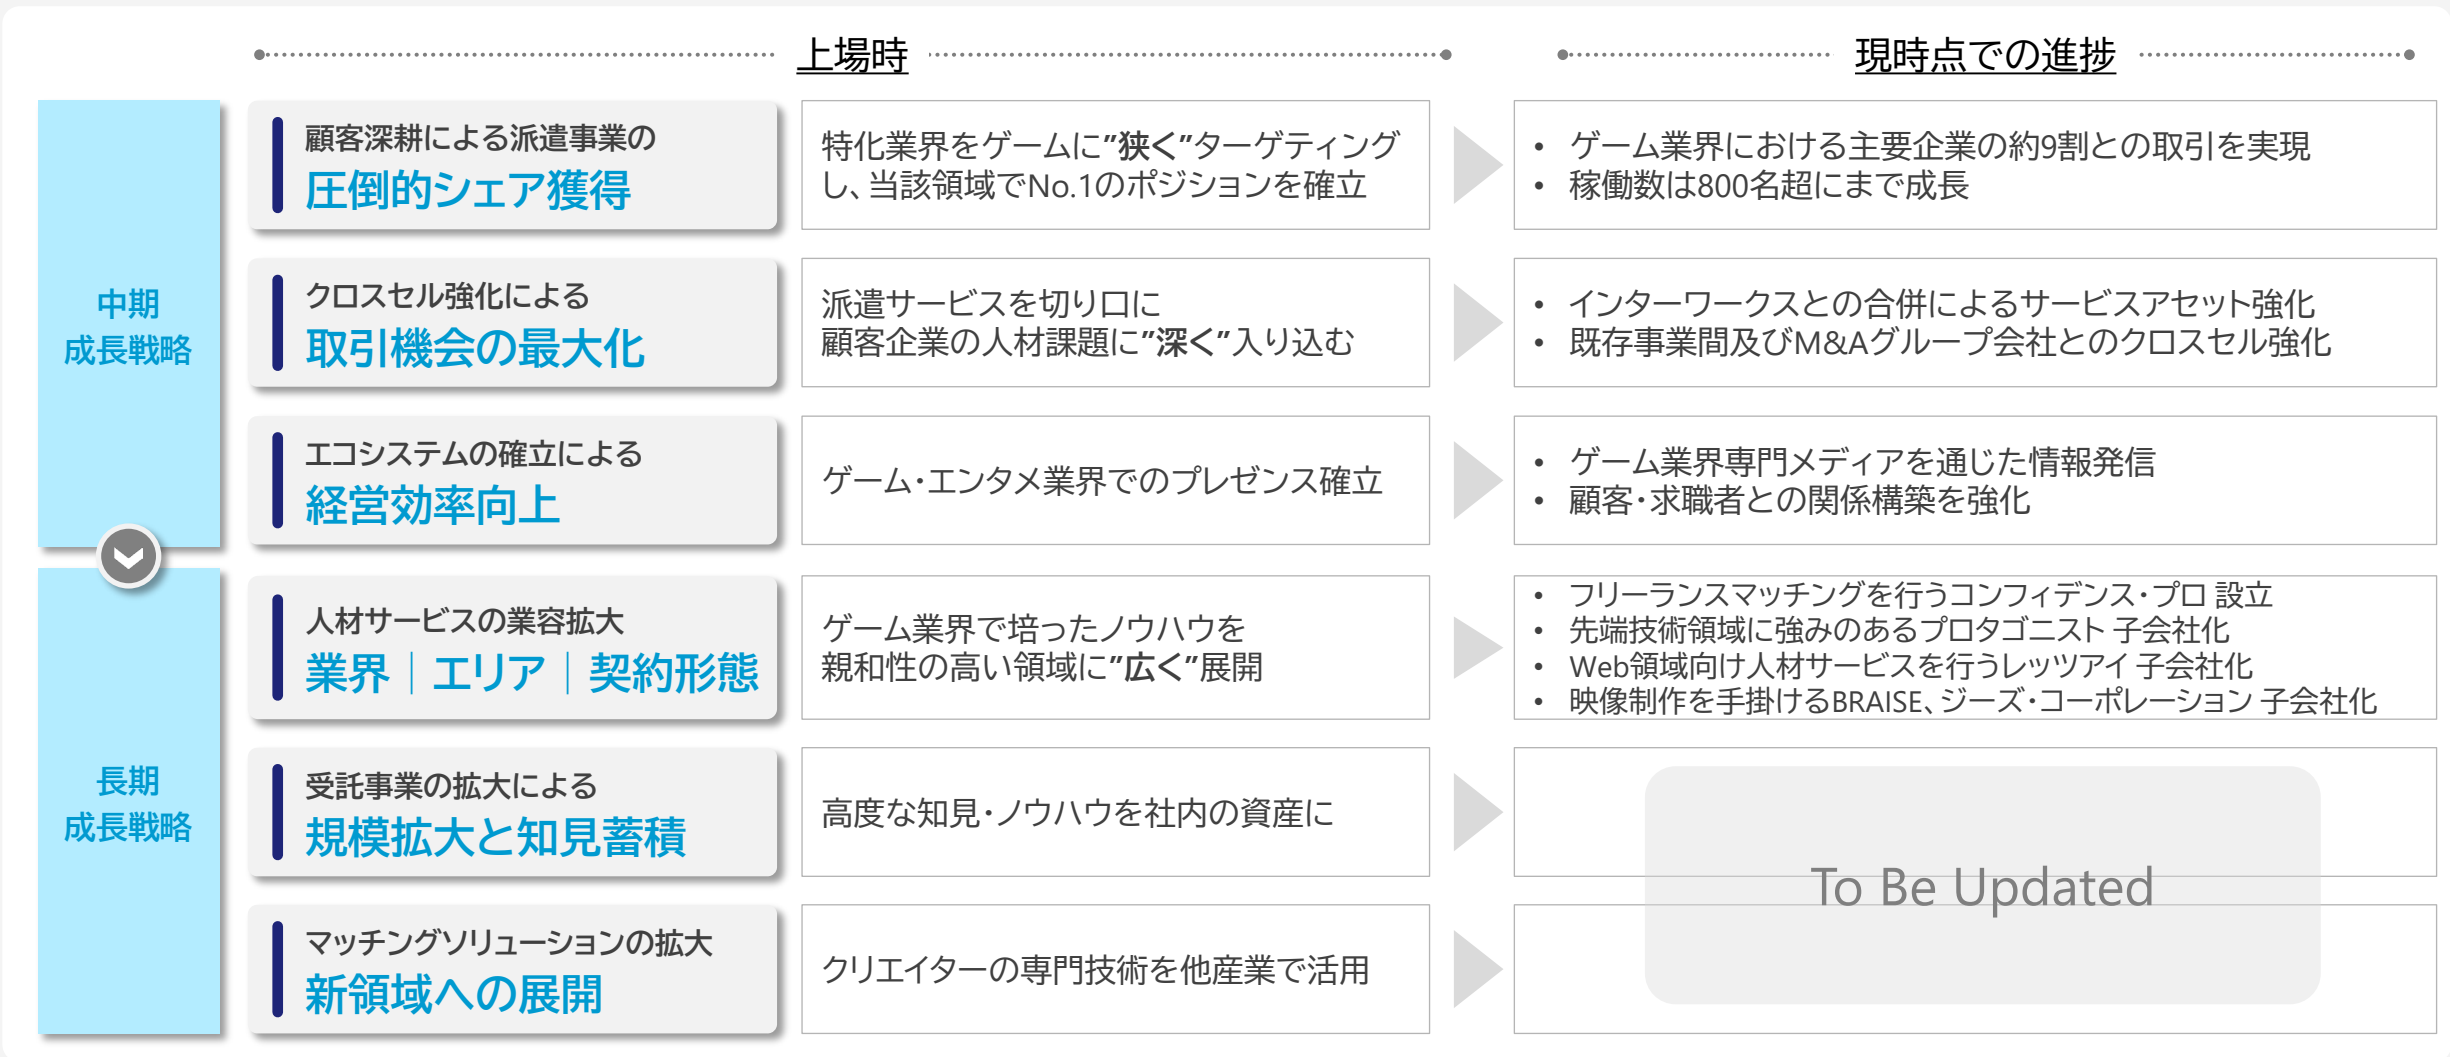 上場時
現時点での進捗
中期
成長戦略
顧客深耕による派遣事業の
圧倒的シェア獲得
特化業界をゲームに"狭く"ターゲティング
し、当該領域でNo.1のポジションを確立
• ゲーム業界における主要企業の約9割との取引を実現
• 稼働数は800名超にまで成長
クロスセル強化による
取引機会の最大化
派遣サービスを切り口に
顧客企業の人材課題に"深く"入り込む
• インターワークスとの合併によるサービスアセット強化
• 既存事業間及びM&Aグループ会社とのクロスセル強化
エコシステムの確立による
経営効率向上
ゲーム・エンタメ業界でのプレゼンス確立
• ゲーム業界専門メディアを通じた情報発信
• 顧客・求職者との関係構築を強化
長期
成長戦略
人材サービスの業容拡大
業界｜エリア｜契約形態
ゲーム業界で培ったノウハウを
親和性の高い領域に"広く"展開
• フリーランスマッチングを行うコンフィデンス・プロ 設立
• 先端技術領域に強みのあるプロタゴニスト 子会社化
• Web領域向け人材サービスを行うレッツアイ 子会社化
• 映像制作を手掛けるBRAISE、ジーズ・コーポレーション 子会社化
受託事業の拡大による
規模拡大と知見蓄積
高度な知見・ノウハウを社内の資産に
To Be Updated
マッチングソリューションの拡大
新領域への展開
クリエイターの専門技術を他産業で活用